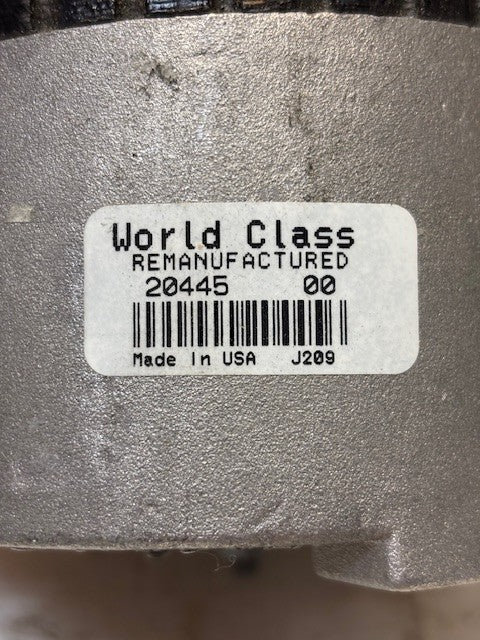 World Class
REMANUFACTURED
20445 00
Made In USA J209